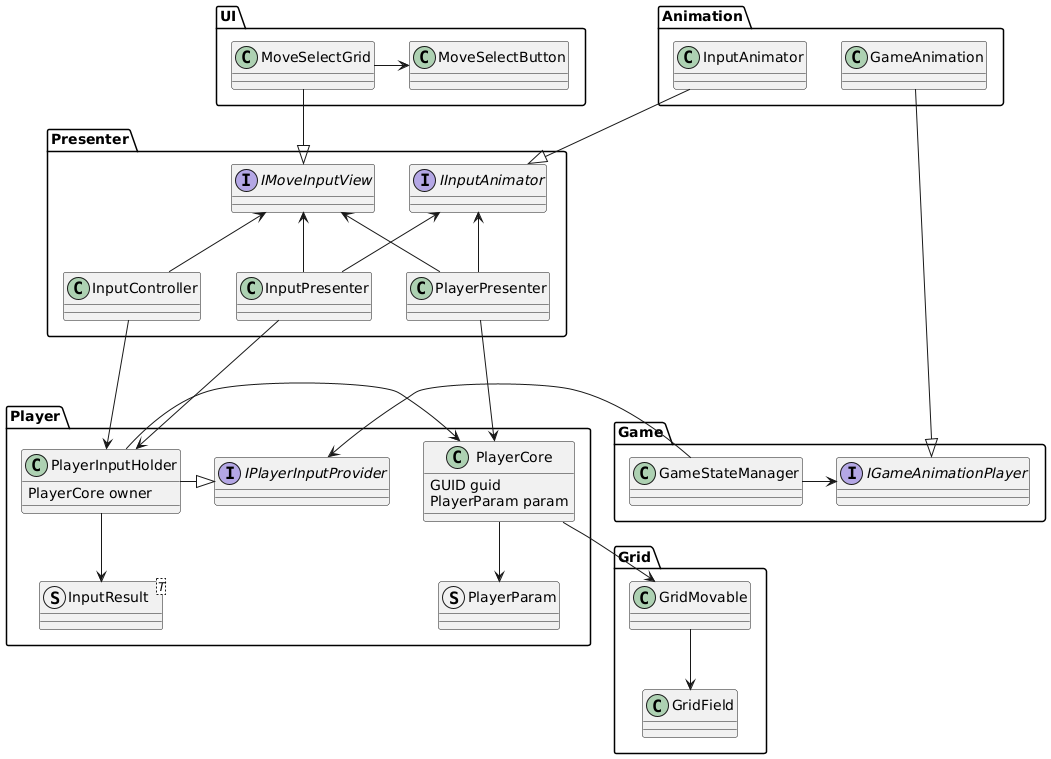 UI
C MoveSelectGrid
C MoveSelectButton
Animation
C InputAnimator
C GameAnimation
Presenter
I IMoveInputView
I IInputAnimator
C InputController
C InputPresenter
C PlayerPresenter
Player
C PlayerInputHolder
PlayerCore owner
I IPlayerInputProvider
C PlayerCore
GUID guid
PlayerParam param
S InputResult T
S PlayerParam
Game
C GameStateManager
I IGameAnimationPlayer
Grid
C GridMovable
C GridField